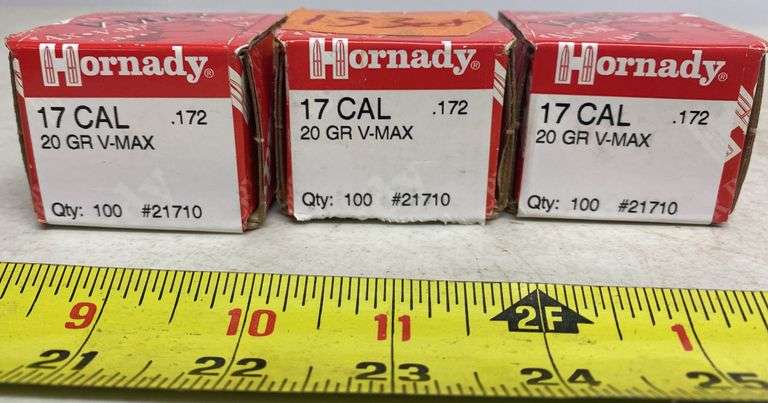 Hornady®
17 CAL .172
20 GR V-MAX
Qty: 100 #21710
Hornady®
17 CAL .172
20 GR V-MAX
Qty: 100 #21710
Hornady®
17 CAL .172
20 GR V-MAX
Qty: 100 #21710
9 10 11 2F 1
21 22 23 24 25